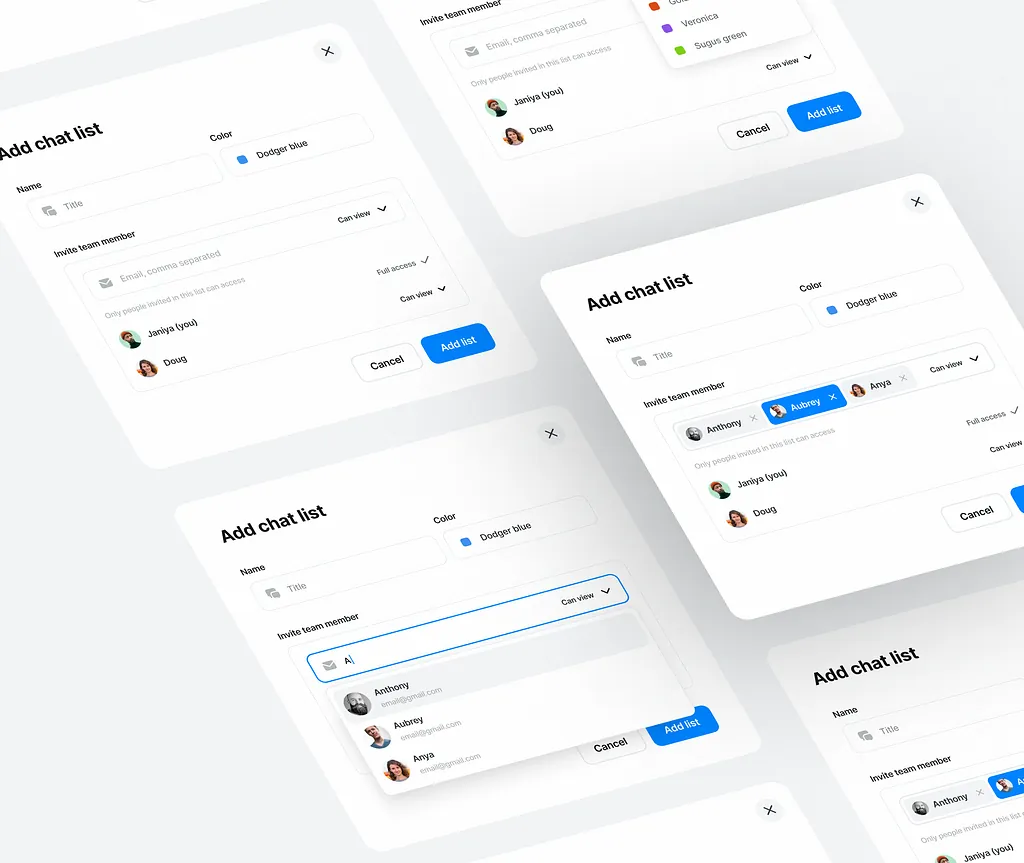 Add chat list
Name
Color
Title
Dodger blue
Invite team member
Email, comma separated
Can view
Only people invited in this list can access
Janiya (you)
Full access
Doug
Can view
Cancel
Add list
Invite team member
Email, comma separated
Veronica
Sugus green
Only people invited in this list can access
Can view
Janiya (you)
Doug
Cancel
Add list
Add chat list
Name
Color
Title
Dodger blue
Invite team member
Anthony
Aubrey
Anya
Can view
Only people invited in this list can access
Janiya (you)
Full access
Doug
Can view
Cancel
Add chat list
Name
Color
Title
Dodger blue
Invite team member
A
Can view
Anthony
email@gmail.com
Aubrey
email@gmail.com
Anya
email@gmail.com
Cancel
Add list
Add chat list
Name
Title
Invite team member
Anthony
Only people invited in this list
Janiya (you)